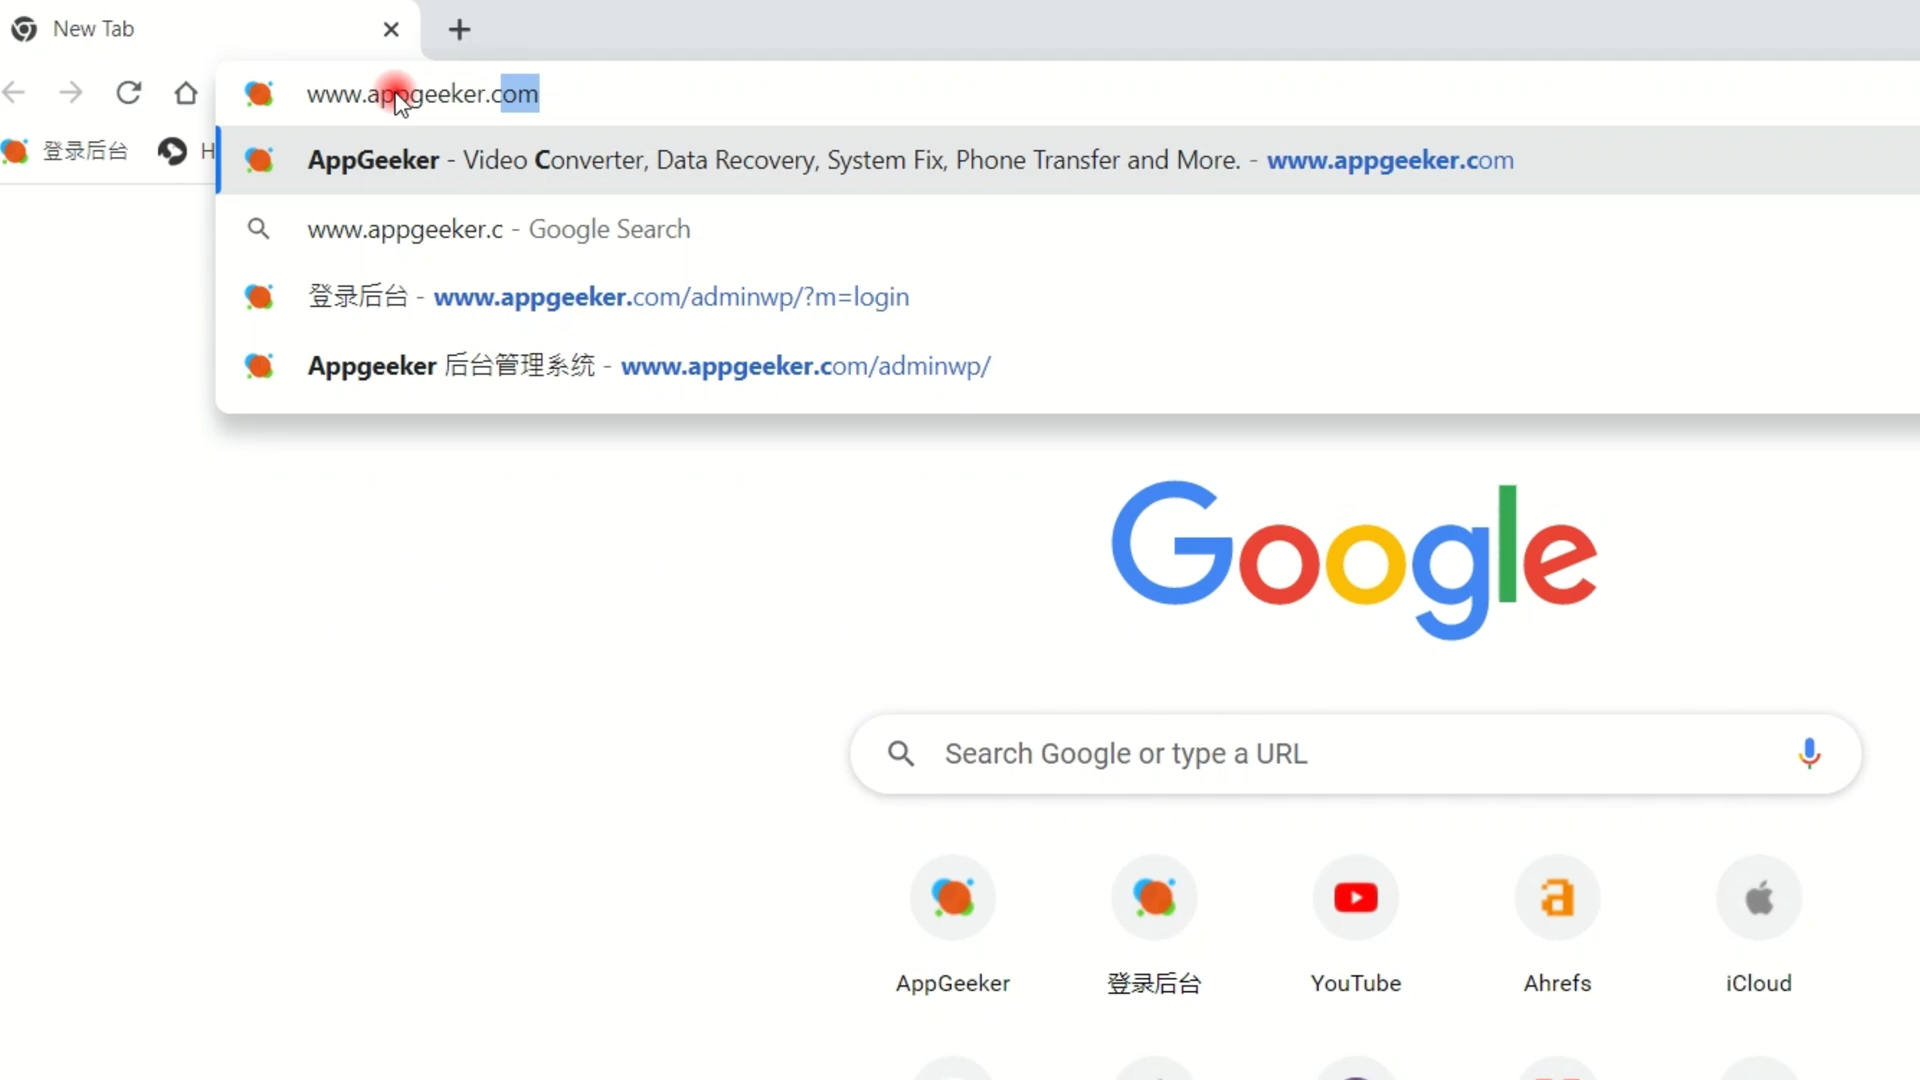 New Tab
www.appgeeker.com
登录后台 H
AppGeeker - Video Converter, Data Recovery, System Fix, Phone Transfer and More. - www.appgeeker.com
www.appgeeker.c - Google Search
登录后台 - www.appgeeker.com/adminwp/?m=login
Appgeeker 后台管理系统 - www.appgeeker.com/adminwp/
Google
Search Google or type a URL
AppGeeker 登录后台 YouTube Ahrefs iCloud